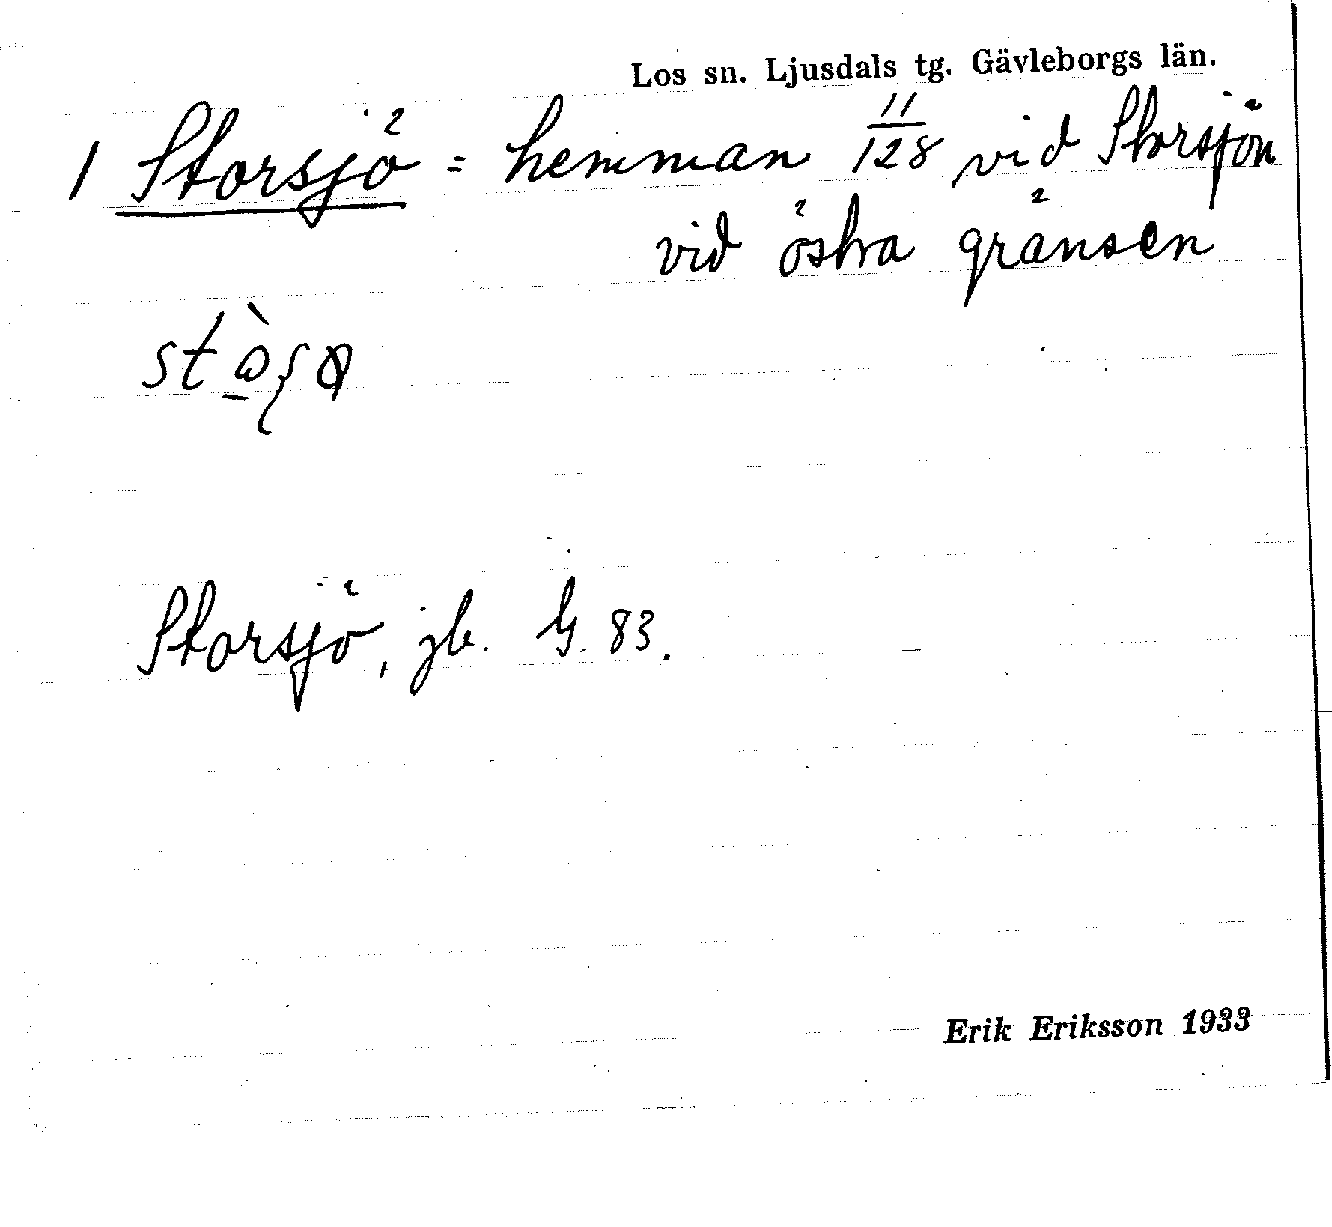 Los sn. Ljusdals tg. Gävleborgs län.
1 Storsjö = hemman 11/128 vid Storsjön
vid östra gränsen
Storsjö, jb. G 83.
Erik Eriksson 1933